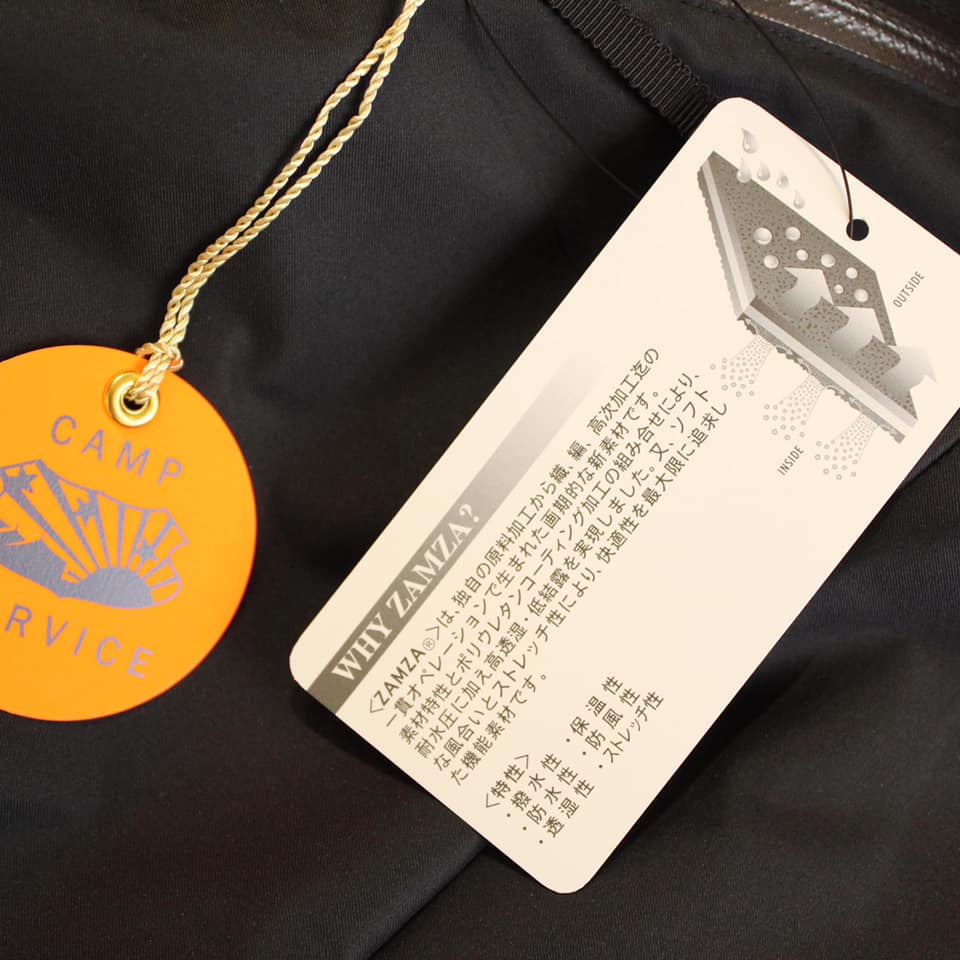 CAMP
RVICE
OUTSIDE
INSIDE
WHY ZAMZA?
〈ZAMZA®〉は、独自の原料加工から織、編、高次加工迄の
一貫オペレーションで生まれた画期的な新素材です。
素材特性とポリウレタンコーティング加工の組み合せにより、
耐水圧に加え高透湿・低結露を実現しました。又、ソフト
な風合いとストレッチ性により、快適性を最大限に追求し
た機能素材です。
〈特性〉
・撥水性 ・保温性
・防水性 ・防風性
・透湿性 ・ストレッチ性